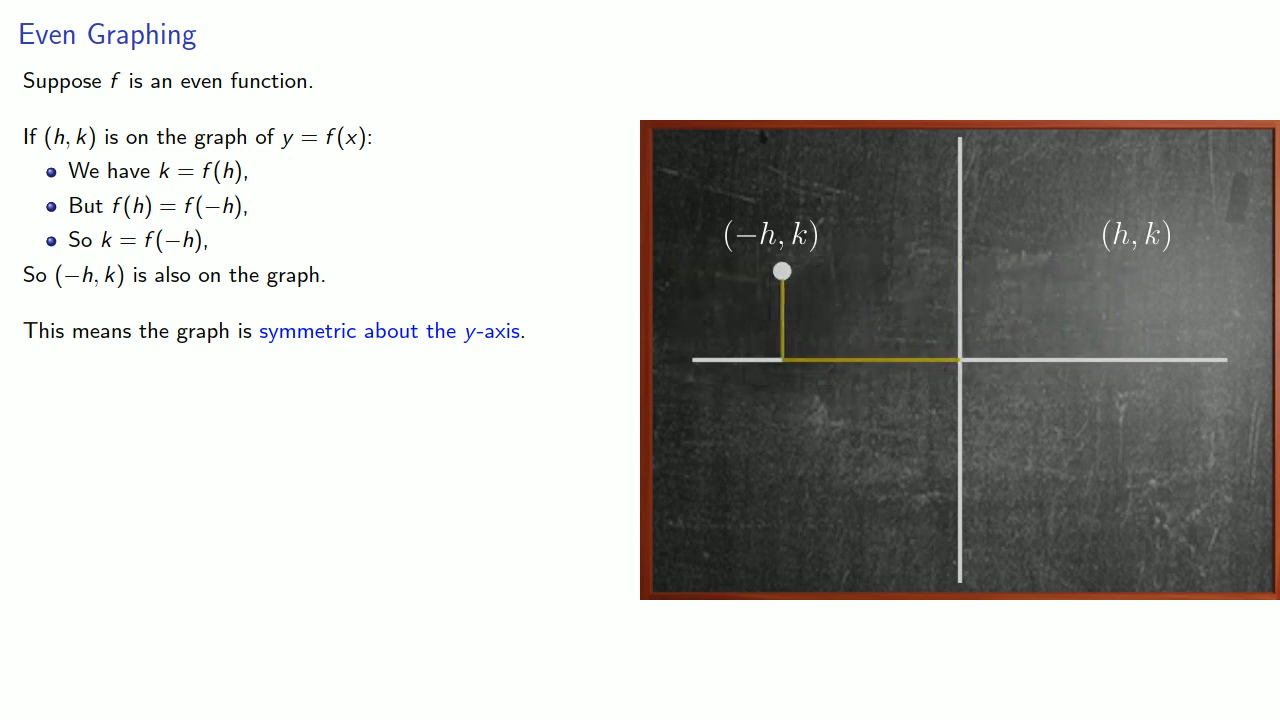 Even Graphing
Suppose f is an even function.
If (h, k) is on the graph of y = f(x):
We have k = f(h),
But f(h) = f(−h),
So k = f(−h),
So (−h, k) is also on the graph.
This means the graph is symmetric about the y-axis.
(−h, k)
(h, k)